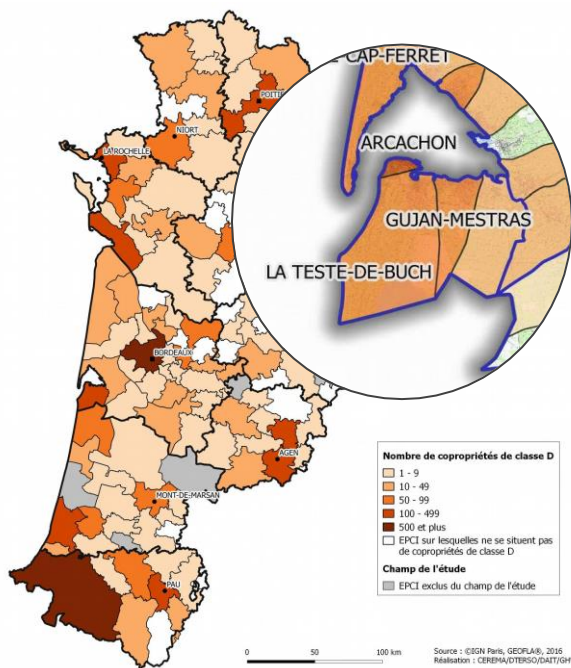 -CAP-FERRET
ARCACHON
GUJAN-MESTRAS
LA TESTE-DE-BUCH
NIORT
LA ROCHELLE
BORDEAUX
AGEN
MONT-DE-MARSAN
PAU
Nombre de copropriétés de classe D
1 - 9
10 - 49
50 - 99
100 - 499
500 et plus
EPCI sur lesquelles ne se situent pas
de copropriétés de classe D
Champ de l'étude
EPCI exclus du champ de l'étude
0 50 100 km
Source : ©IGN Paris, GEOFLA®, 2016
Réalisation : CEREMA/DTERSO/DAIT/GHV